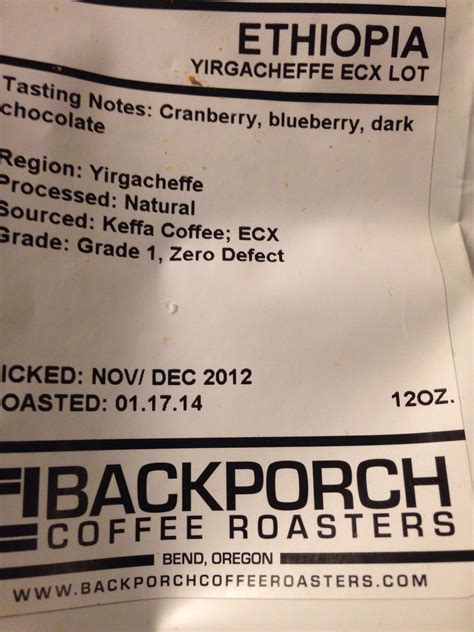 ETHIOPIA
YIRGACHEFFE ECX LOT
Tasting Notes: Cranberry, blueberry, dark
chocolate
Region: Yirgacheffe
Processed: Natural
Sourced: Keffa Coffee; ECX
Grade: Grade 1, Zero Defect
ICKED: NOV/ DEC 2012
OASTED: 01.17.14
12OZ.
BACKPORCH
COFFEE ROASTERS
BEND, OREGON
WWW.BACKPORCHCOFFEEROASTERS.COM